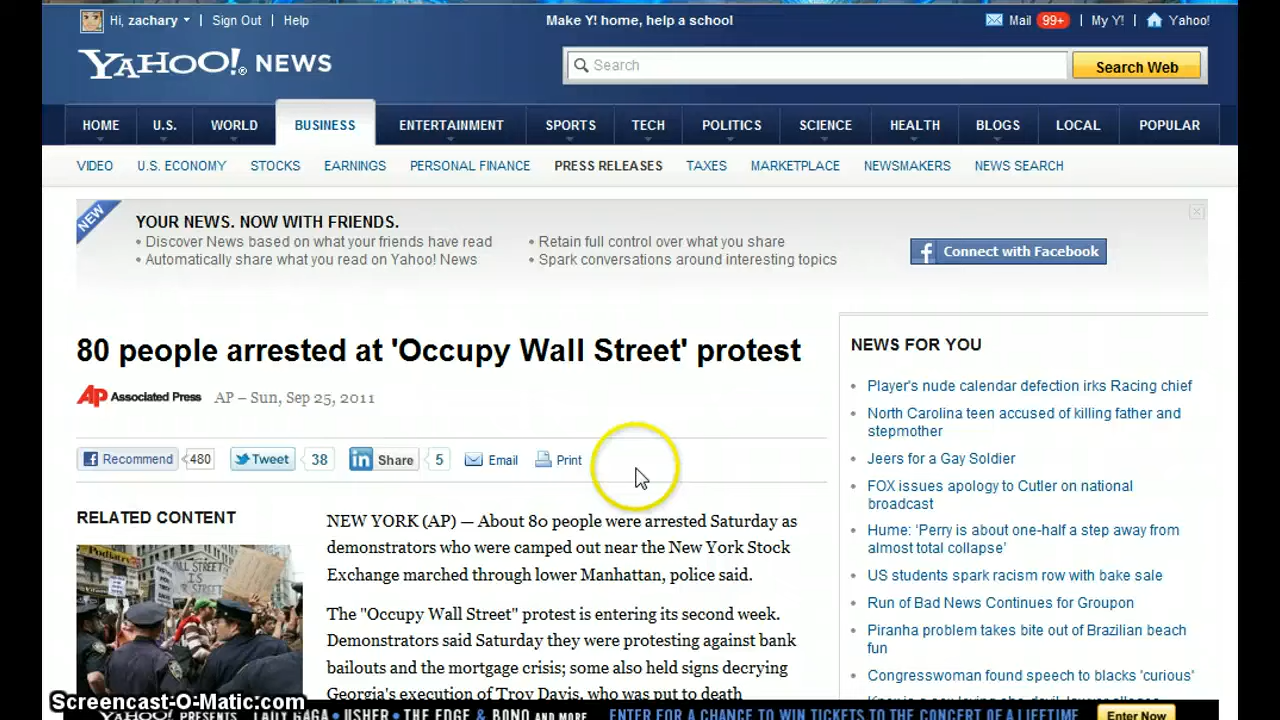 Hi, zachary | Sign Out | Help
Make Y! home, help a school
Mail 99+ | My Y! | Yahoo!
YAHOO! NEWS
Search
Search Web
HOME U.S. WORLD BUSINESS ENTERTAINMENT SPORTS TECH POLITICS SCIENCE HEALTH BLOGS LOCAL POPULAR
VIDEO U.S. ECONOMY STOCKS EARNINGS PERSONAL FINANCE PRESS RELEASES TAXES MARKETPLACE NEWSMAKERS NEWS SEARCH
NEW
YOUR NEWS. NOW WITH FRIENDS.
• Discover News based on what your friends have read
• Automatically share what you read on Yahoo! News
• Retain full control over what you share
• Spark conversations around interesting topics
Connect with Facebook
80 people arrested at 'Occupy Wall Street' protest
AP Associated Press AP – Sun, Sep 25, 2011
Recommend 480 Tweet 38 Share 5 Email Print
RELATED CONTENT
Podiatry
WALL STREET
IS
NEW YORK (AP) — About 80 people were arrested Saturday as
demonstrators who were camped out near the New York Stock
Exchange marched through lower Manhattan, police said.
The "Occupy Wall Street" protest is entering its second week.
Demonstrators said Saturday they were protesting against bank
bailouts and the mortgage crisis; some also held signs decrying
Georgia's execution of Troy Davis, who was put to death
NEWS FOR YOU
• Player's nude calendar defection irks Racing chief
• North Carolina teen accused of killing father and
stepmother
• Jeers for a Gay Soldier
• FOX issues apology to Cutler on national
broadcast
• Hume: 'Perry is about one-half a step away from
almost total collapse'
• US students spark racism row with bake sale
• Run of Bad News Continues for Groupon
• Piranha problem takes bite out of Brazilian beach
fun
• Congresswoman found speech to blacks 'curious'
Screencast-O-Matic.com
YAHOO! PRESENTS LADY GAGA • USHER • THE EDGE & BONO AND MORE
ENTER FOR A CHANCE TO WIN TICKETS TO THE CONCERT OF A LIFETIME
Enter Now